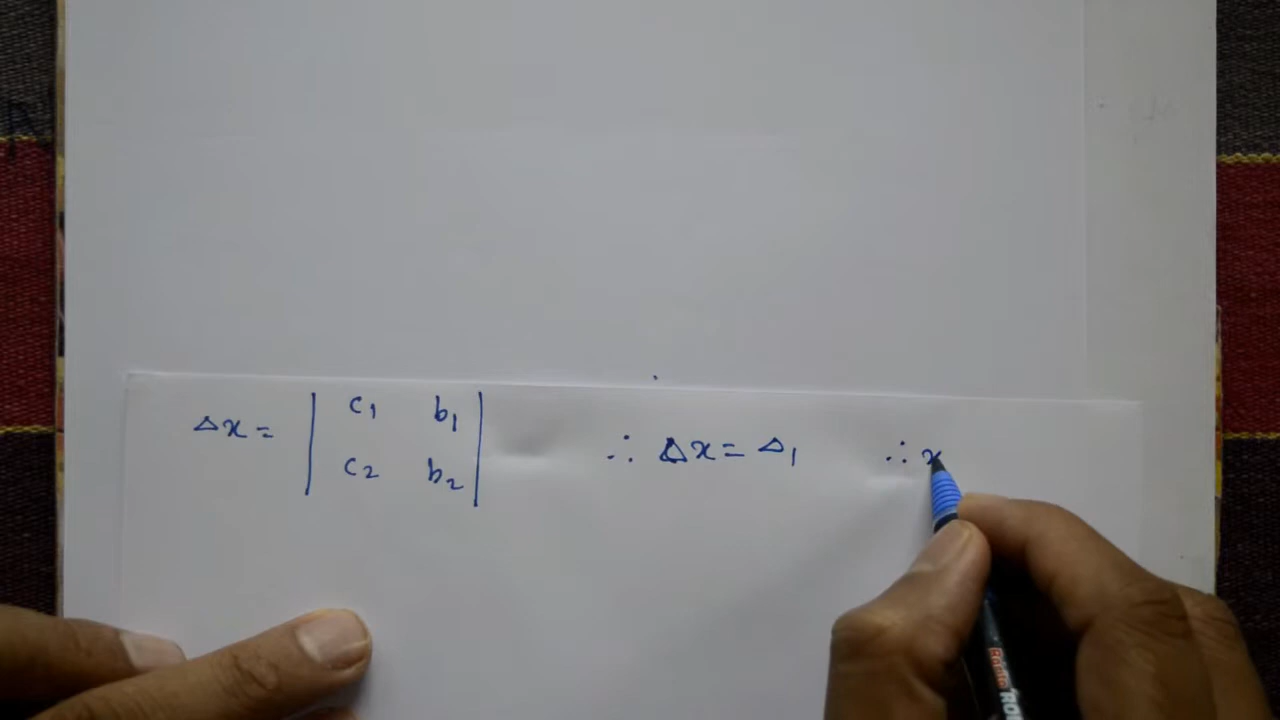 Δx = | c1 b1 | ∴ Δx = Δ1 ∴ x
| c2 b2 |